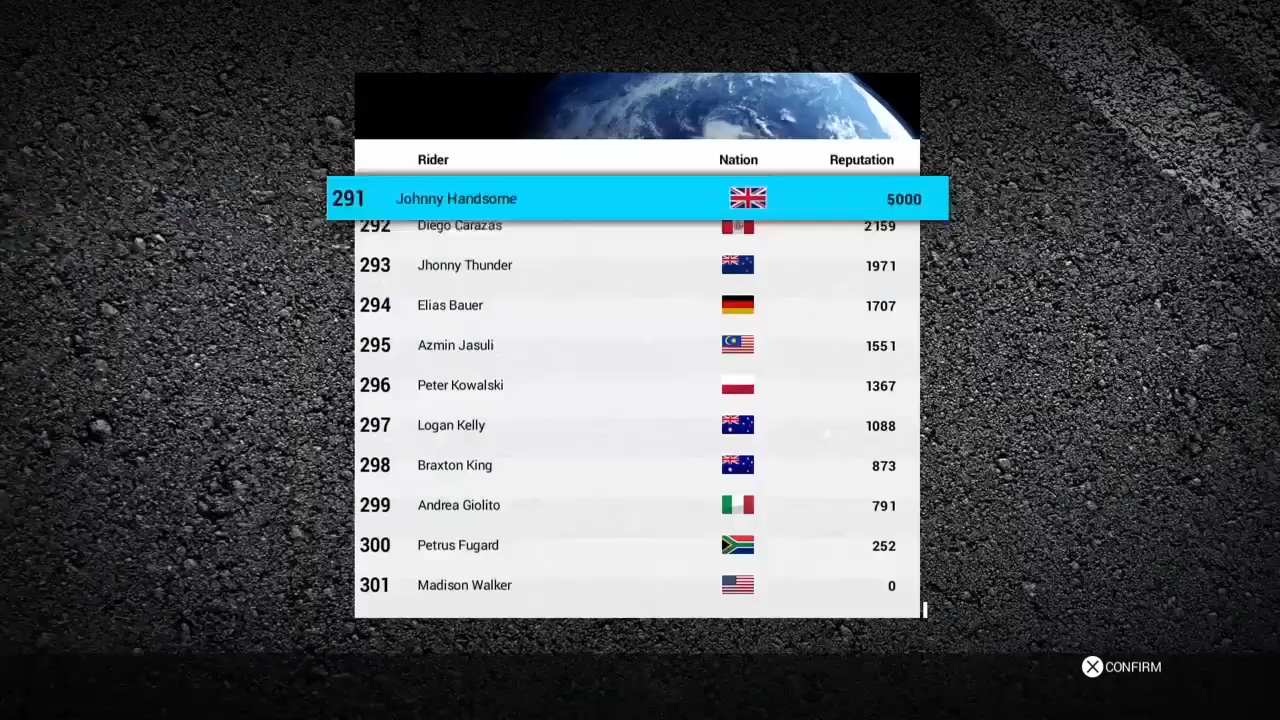 Rider Nation Reputation
291 Johnny Handsome 5000
292 Diego Carazas 2159
293 Jhonny Thunder 1971
294 Elias Bauer 1707
295 Azmin Jasuli 1551
296 Peter Kowalski 1367
297 Logan Kelly 1088
298 Braxton King 873
299 Andrea Giolito 791
300 Petrus Fugard 252
301 Madison Walker 0
CONFIRM